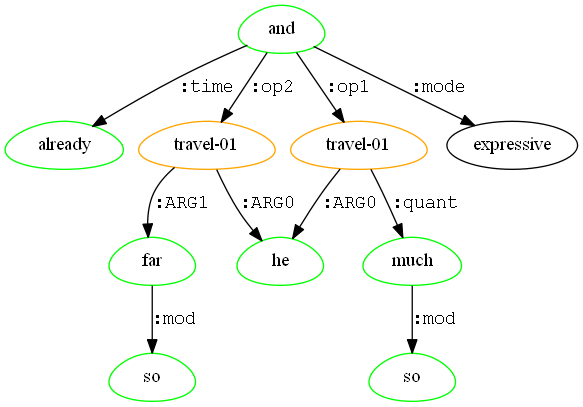 and
:time :op2 :op1 :mode
already travel-01 travel-01 expressive
:ARG1 :ARG0 :ARG0 :quant
far he much
:mod :mod
so so